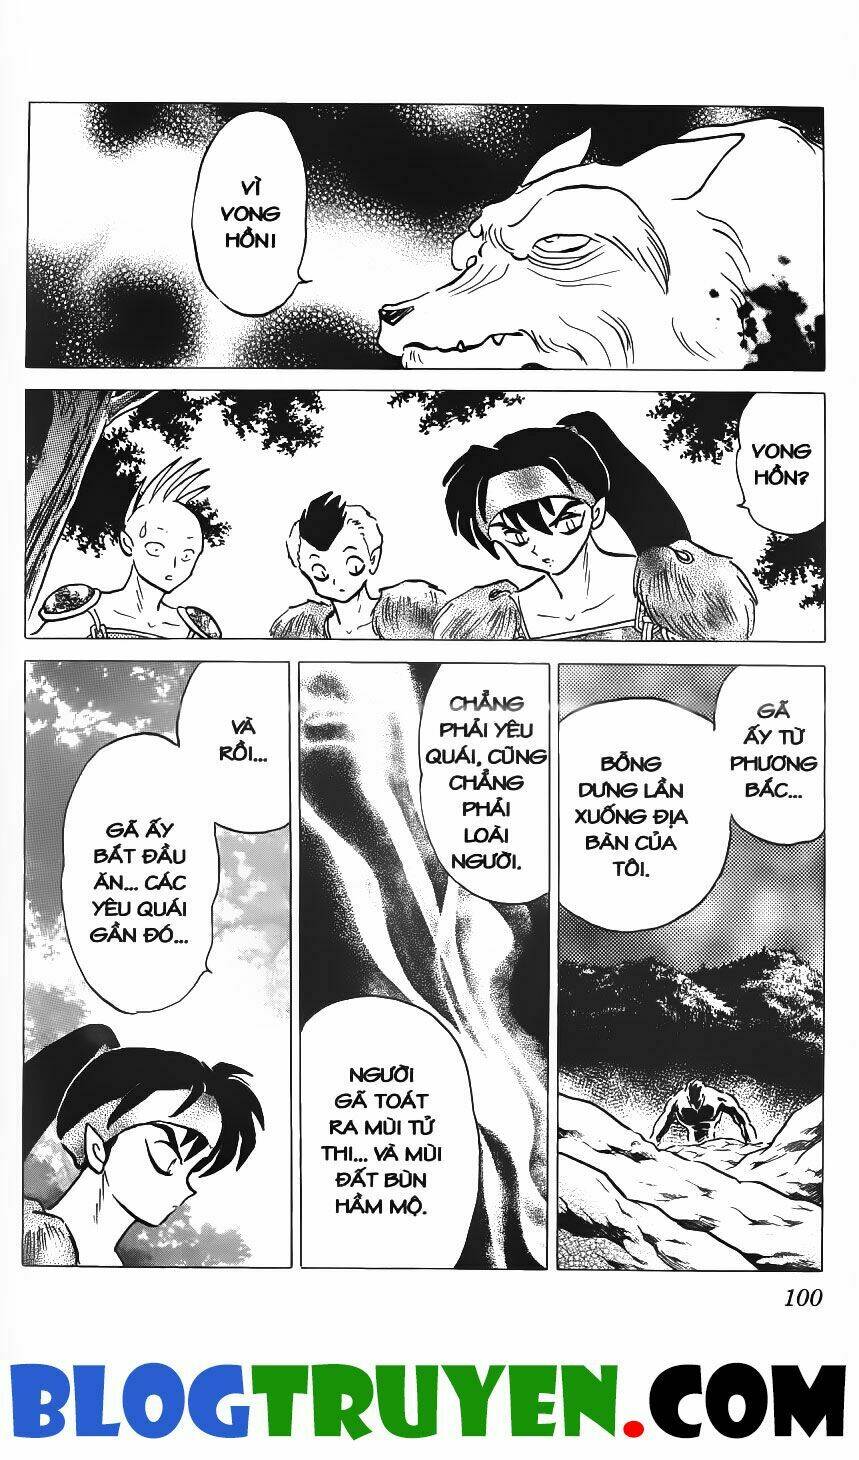 VÌ
VONG
HỒN!
VONG
HỒN?
GÃ
ẤY TỪ
PHƯƠNG
BẮC...
BỖNG
DƯNG LẦN
XUỐNG ĐỊA
BÀN CỦA
TÔI.
CHẲNG
PHẢI YÊU
QUÁI, CŨNG
CHẲNG
PHẢI
LOÀI
NGƯỜI.
NGƯỜI
GÃ TOÁT
RA MÙI TỬ
THI... VÀ MÙI
ĐẤT BÙN
HẦM MỘ.
VÀ
RỒI...
GÃ ẤY
BẮT ĐẦU
ĂN... CÁC
YÊU QUÁI
GẦN ĐÓ...
100
BLOGTRUYEN.COM